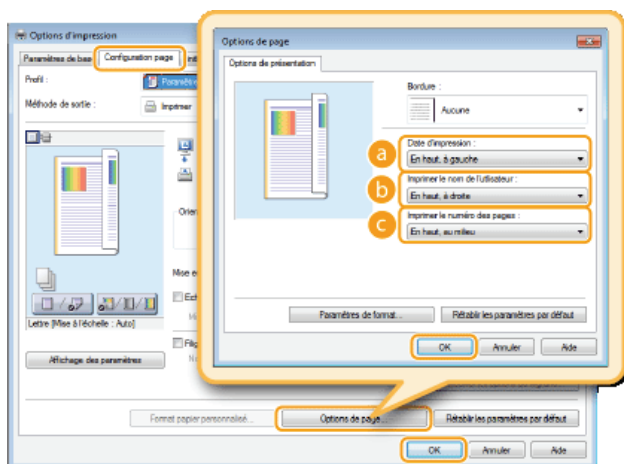 Options d'impression
Paramètres de base
Configuration page
Profil :
Méthode de sortie :
Imprimer
Lettre [Mise à l'échelle : Auto]
Affichage des paramètres
Format papier personnalisé...
Options de page...
Rétablir les paramètres par défaut
OK
Annuler
Aide
Options de page
Options de présentation
Bordure :
Aucune
a
Date d'impression :
En haut, à gauche
b
Imprimer le nom de l'utilisateur :
En haut, à droite
c
Imprimer le numéro des pages :
En haut, au milieu
Paramètres de format...
Rétablir les paramètres par défaut
OK
Annuler
Aide